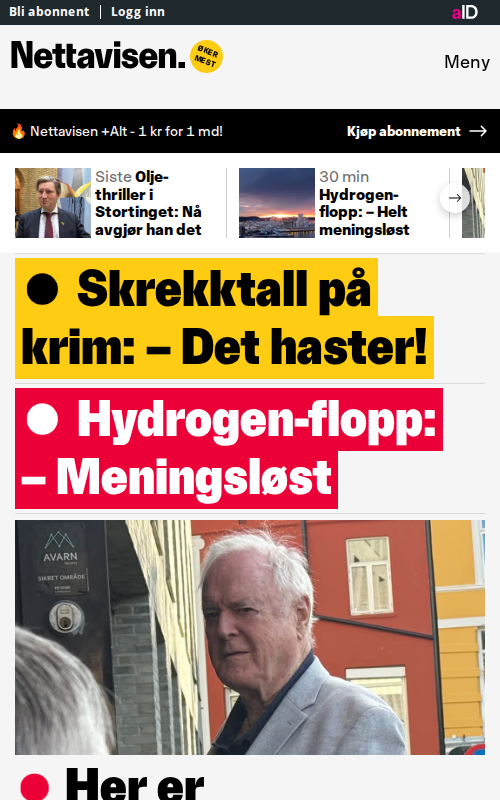 Bli abonnent
Logg inn
aID
Nettavisen.
ØKER
MEST
Meny
🔥 Nettavisen +Alt - 1 kr for 1 md!
Kjøp abonnement →
Siste Olje-
thriller i
Stortinget: Nå
avgjør han det
30 min
Hydrogen-
flopp: – Helt
meningsløst
● Skrekktall på
krim: – Det haster!
● Hydrogen-flopp:
– Meningsløst
AVARN
SIKRET OMRÅDE
● Her er